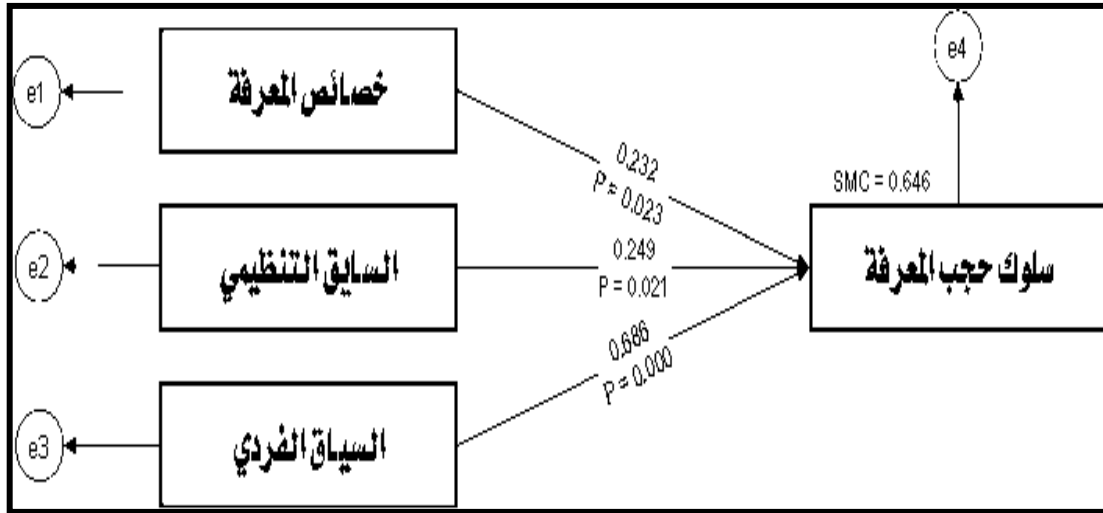 e4
e1
خصائص المعرفة
0.232
P = 0.023
SMC = 0.646
e2
السايق التنظيمي
0.249
P = 0.021
سلوك حجب المعرفة
0.686
P = 0.000
e3
السياق الفردي